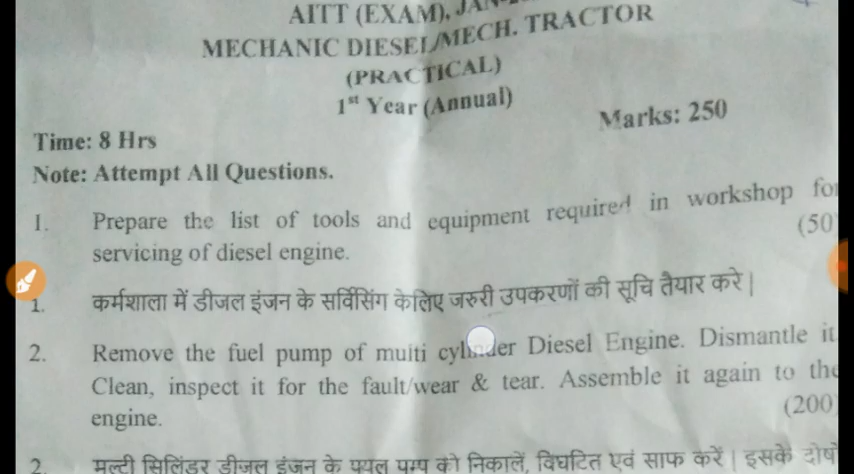 AITT (EXAM), JAN-
MECHANIC DIESEL/MECH. TRACTOR
(PRACTICAL)
1st Year (Annual)
Marks: 250
Time: 8 Hrs
Note: Attempt All Questions.
1. Prepare the list of tools and equipment required in workshop for
(50
servicing of diesel engine.
1. कर्मशाला में डीजल इंजन के सर्विसिंग केलिए जरुरी उपकरणों की सूचि तैयार करे |
2. Remove the fuel pump of multi cylinder Diesel Engine. Dismantle it
Clean, inspect it for the fault/wear & tear. Assemble it again to the
engine. (200
2. मल्टी सिलिंडर डीजल इंजन के फ्यूल पम्प को निकालें, विघटित एवं साफ करें | इसके